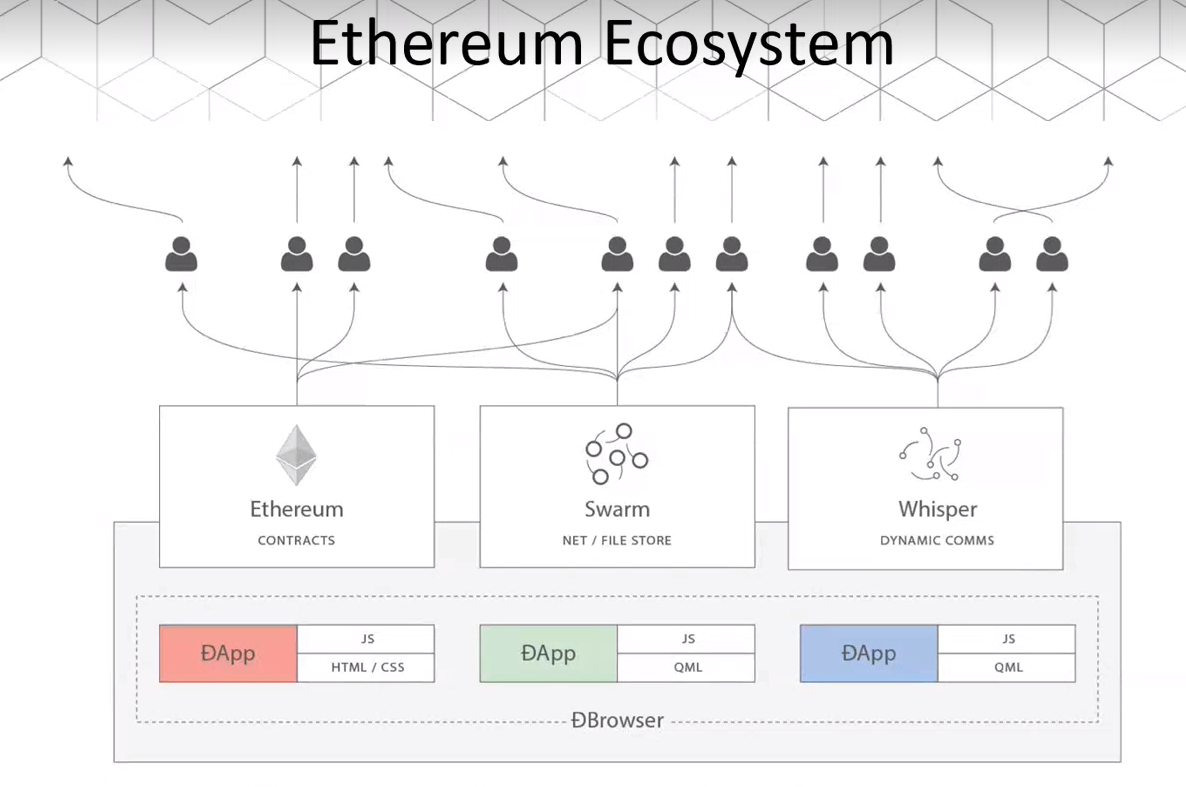 Ethereum Ecosystem
Ethereum
CONTRACTS
Swarm
NET / FILE STORE
Whisper
DYNAMIC COMMS
ĐApp
JS
HTML / CSS
ĐApp
JS
QML
ĐApp
JS
QML
ĐBrowser